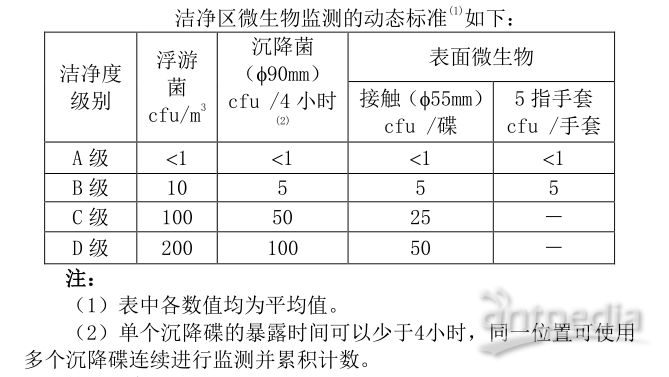 洁净区微生物监测的动态标准(1)如下：
洁净度级别 浮游菌 cfu/m3 沉降菌（φ90mm）cfu /4 小时(2) 表面微生物
接触（φ55mm）cfu /碟 5 指手套 cfu /手套
A 级 <1 <1 <1 <1
B 级 10 5 5 5
C 级 100 50 25 －
D 级 200 100 50 －
注：
（1）表中各数值均为平均值。
（2）单个沉降碟的暴露时间可以少于4小时，同一位置可使用
多个沉降碟连续进行监测并累积计数。
antpedia